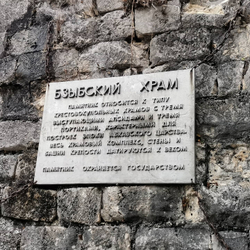 БЗЫБСКИЙ ХРАМ
ПАМЯТНИК ОТНОСИТСЯ К ТИПУ
КРЕСТОВОКУПОЛЬНЫХ ХРАМОВ С ТРЕМЯ
ВЫСТУПАЮЩИМИ АПСИДАМИ И ТРЕМЯ
ПОРТИКАМИ, ХАРАКТЕРНЫМИ ДЛЯ
ПОСТРОЕК ЭПОХИ АБХАЗСКОГО ЦАРСТВА.
ВЕСЬ ХРАМОВЫЙ КОМПЛЕКС, СТЕНЫ И
БАШНИ КРЕПОСТИ ДАТИРУЮТСЯ X ВЕКОМ
ПАМЯТНИК ОХРАНЯЕТСЯ ГОСУДАРСТВОМ